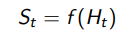 S_t = f(H_t)